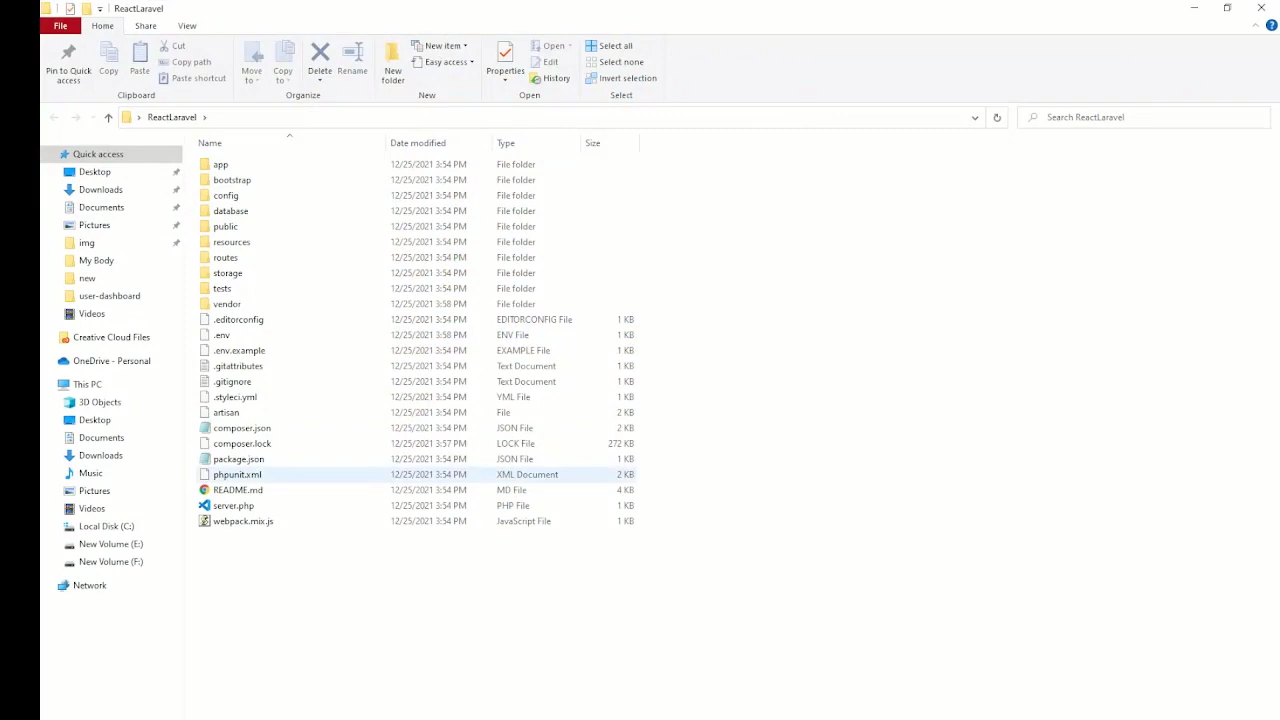 ReactLaravel
File Home Share View
Pin to Quick access
Copy
Paste
Cut
Copy path
Paste shortcut
Clipboard
Move to
Copy to
Delete
Rename
Organize
New folder
New item
Easy access
New
Properties
Open
Edit
History
Open
Select all
Select none
Invert selection
Select
ReactLaravel
Search ReactLaravel
Quick access
Desktop
Downloads
Documents
Pictures
img
My Body
new
user-dashboard
Videos
Creative Cloud Files
OneDrive - Personal
This PC
3D Objects
Desktop
Documents
Downloads
Music
Pictures
Videos
Local Disk (C:)
New Volume (E:)
New Volume (F:)
Network
Name Date modified Type Size
app 12/25/2021 3:54 PM File folder
bootstrap 12/25/2021 3:54 PM File folder
config 12/25/2021 3:54 PM File folder
database 12/25/2021 3:54 PM File folder
public 12/25/2021 3:54 PM File folder
resources 12/25/2021 3:54 PM File folder
routes 12/25/2021 3:54 PM File folder
storage 12/25/2021 3:54 PM File folder
tests 12/25/2021 3:54 PM File folder
vendor 12/25/2021 3:58 PM File folder
.editorconfig 12/25/2021 3:54 PM EDITORCONFIG File 1 KB
.env 12/25/2021 3:58 PM ENV File 1 KB
.env.example 12/25/2021 3:54 PM EXAMPLE File 1 KB
.gitattributes 12/25/2021 3:54 PM Text Document 1 KB
.gitignore 12/25/2021 3:54 PM Text Document 1 KB
.styleci.yml 12/25/2021 3:54 PM YML File 1 KB
artisan 12/25/2021 3:54 PM File 2 KB
composer.json 12/25/2021 3:54 PM JSON File 2 KB
composer.lock 12/25/2021 3:57 PM LOCK File 272 KB
package.json 12/25/2021 3:54 PM JSON File 1 KB
phpunit.xml 12/25/2021 3:54 PM XML Document 2 KB
README.md 12/25/2021 3:54 PM MD File 4 KB
server.php 12/25/2021 3:54 PM PHP File 1 KB
webpack.mix.js 12/25/2021 3:54 PM JavaScript File 1 KB